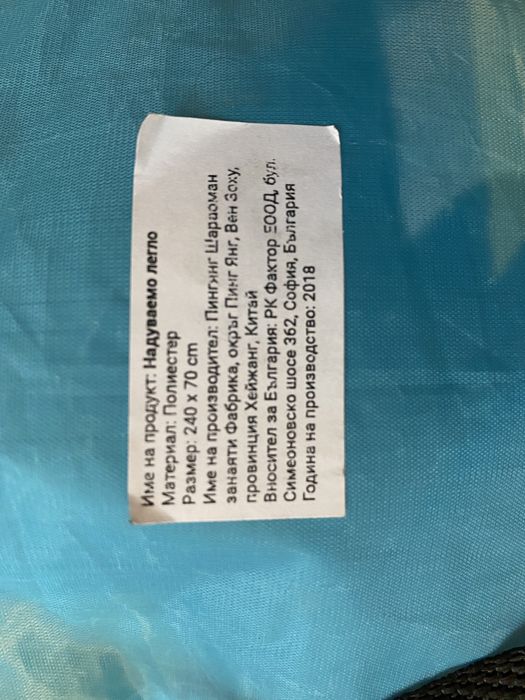 Име на продукт: Надуваемо легло
Материал: Полиестер
Размер: 240 x 70 cm
Име на производител: Пингинг Шардоман
занаяти Фабрика, окръг Пинг Янг, Вен Зоху,
провинция Хейжанг, Китай
Вносител за България: РК Фактор ЕООД, бул.
Симеоновско шосе 362, София, България
Година на производство: 2018